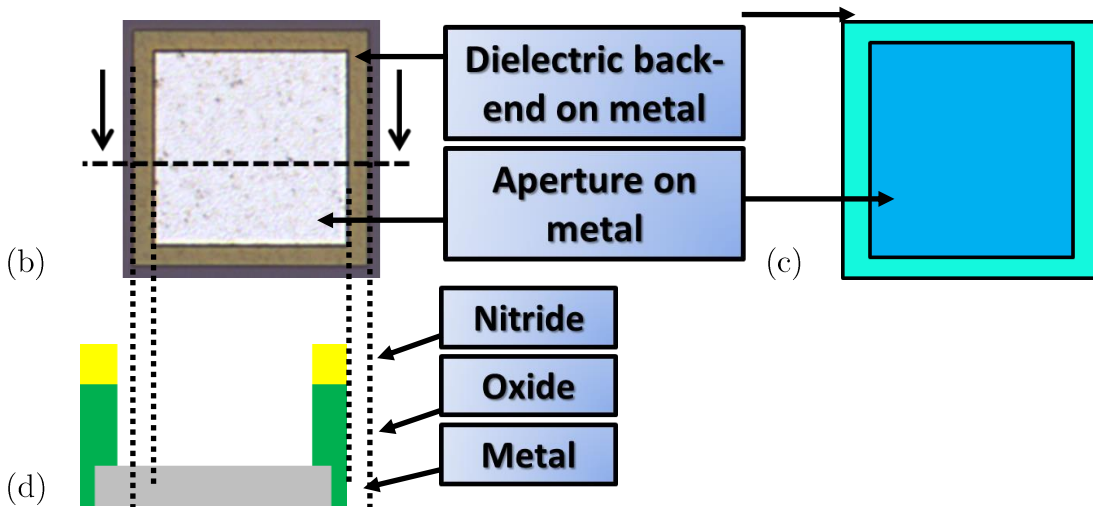 Dielectric back-
end on metal
Aperture on
metal
(b)
(c)
Nitride
Oxide
Metal
(d)